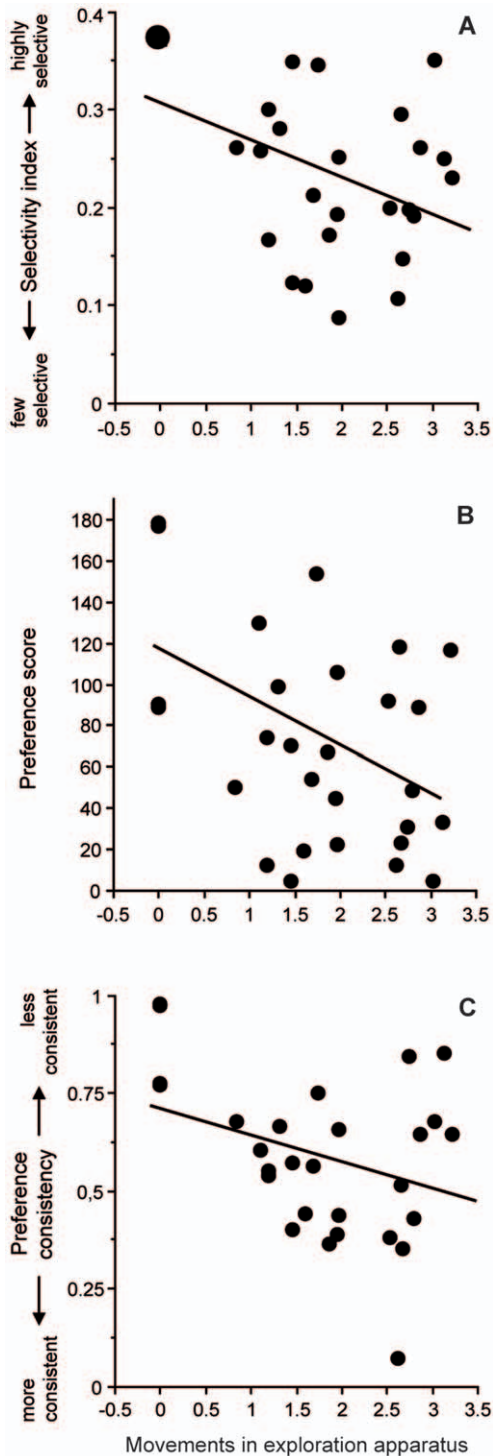 A
highly
selective
Selectivity index
few
selective
0.4
0.3
0.2
0.1
0
-0.5 0 0.5 1 1.5 2 2.5 3 3.5
B
Preference score
180
160
140
120
100
80
60
40
20
0
-0.5 0 0.5 1 1.5 2 2.5 3 3.5
C
less
consistent
Preference
consistency
more
consistent
1
0.75
0,5
0.25
0
-0.5 0 0.5 1 1.5 2 2.5 3 3.5
Movements in exploration apparatus